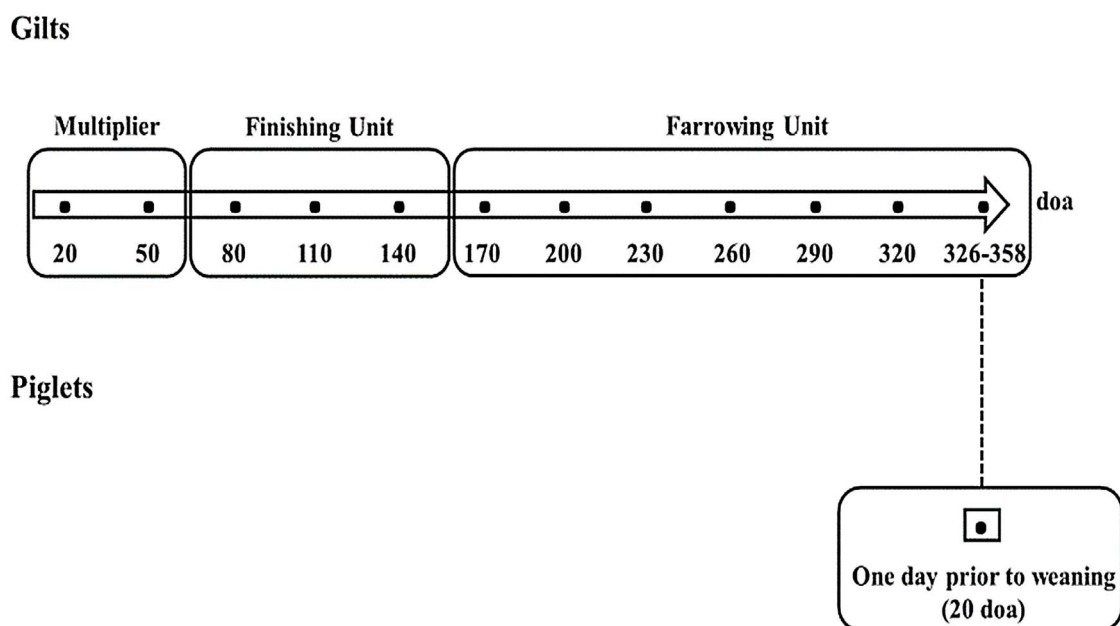 Gilts
Multiplier Finishing Unit Farrowing Unit
doa
20 50 80 110 140 170 200 230 260 290 320 326-358
Piglets
One day prior to weaning
(20 doa)